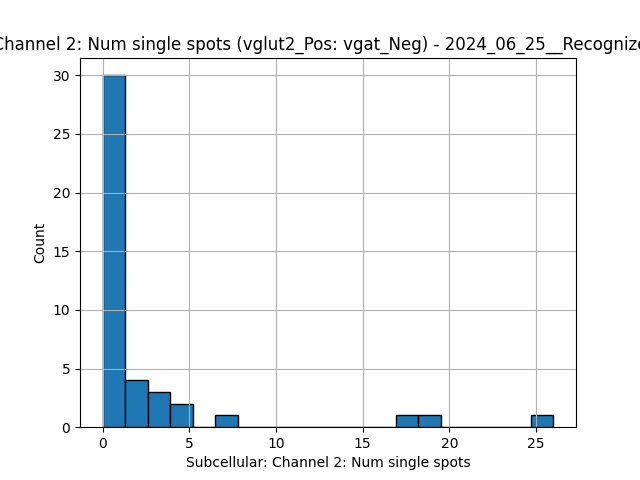 Channel 2: Num single spots (vglut2_Pos: vgat_Neg) - 2024_06_25__Recognize
30
25
20
15
10
5
0
Count
0 5 10 15 20 25
Subcellular: Channel 2: Num single spots